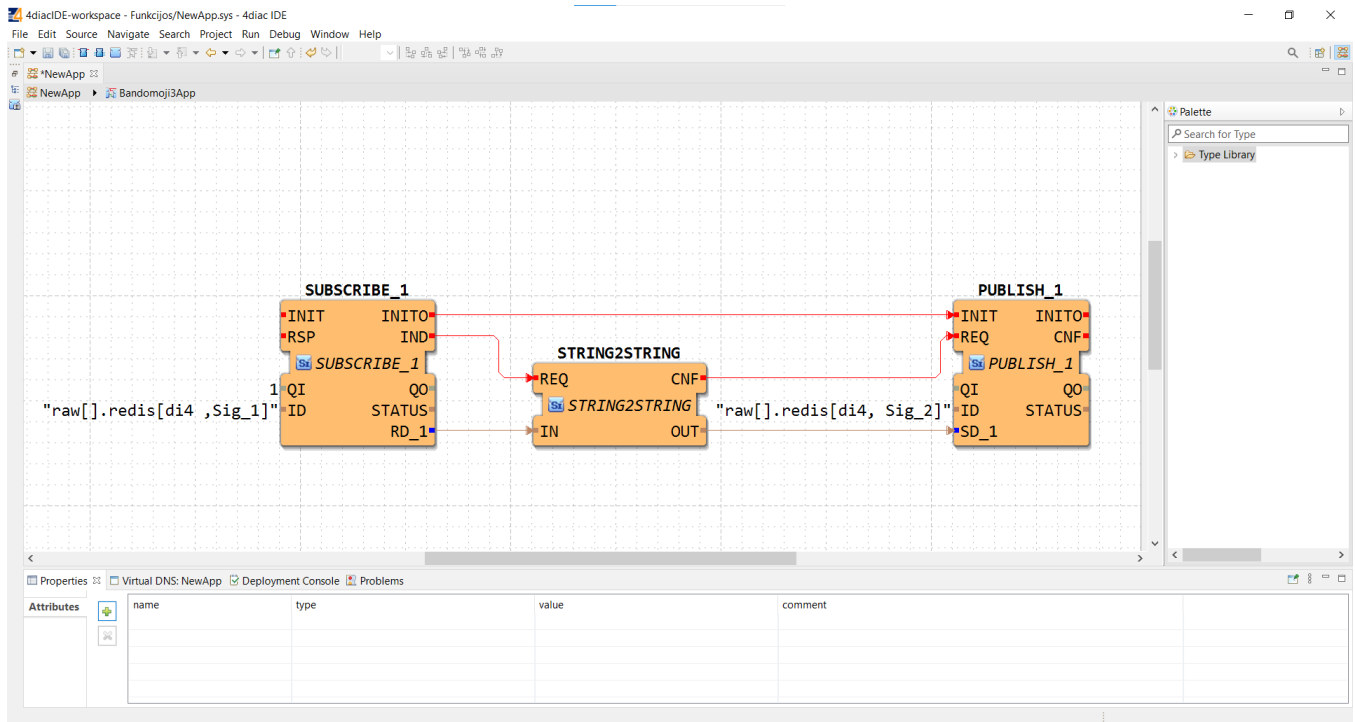 4diacIDE-workspace - Funkcijos/NewApp.sys - 4diac IDE
File Edit Source Navigate Search Project Run Debug Window Help
*NewApp
NewApp Bandomoji3App
Palette
Search for Type
Type Library
SUBSCRIBE_1
INIT INITO
RSP IND
SUBSCRIBE_1
1 QI QO
"raw[].redis[di4 ,Sig_1]" ID STATUS
RD_1
STRING2STRING
REQ CNF
STRING2STRING
IN OUT
PUBLISH_1
INIT INITO
REQ CNF
PUBLISH_1
QI QO
"raw[].redis[di4, Sig_2]" ID STATUS
SD_1
Properties Virtual DNS: NewApp Deployment Console Problems
Attributes
name type value comment